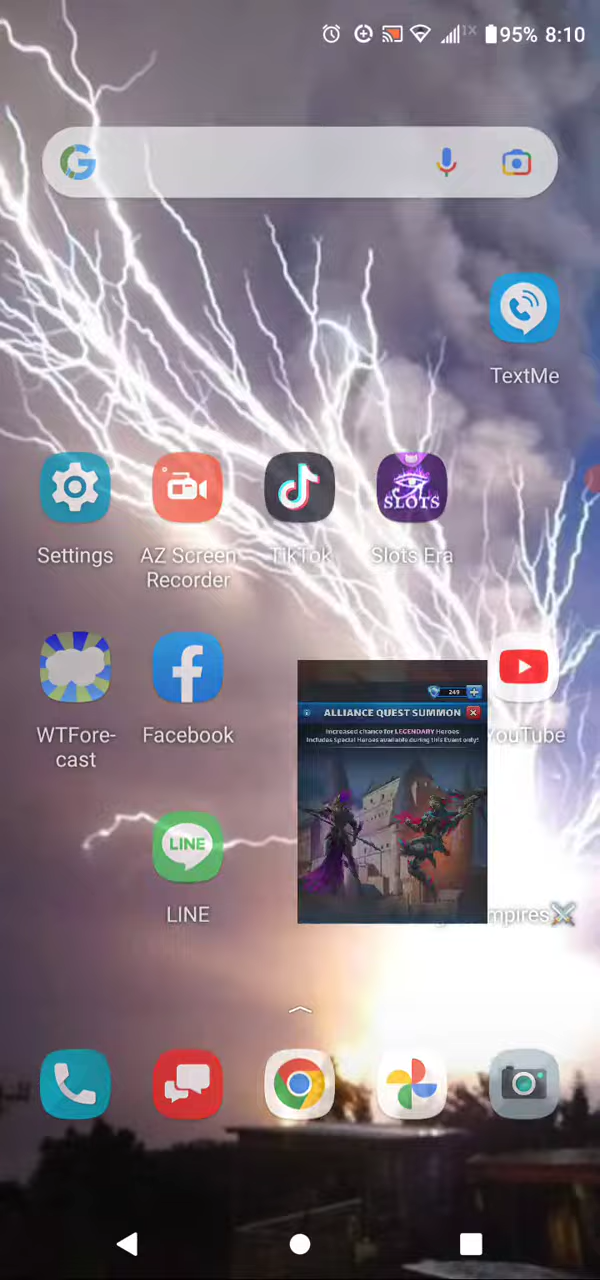 1X 95% 8:10
TextMe
Settings
AZ Screen Recorder
TikTok
Slots Era
SLOTS
WTFore-
cast
Facebook
YouTube
249
ALLIANCE QUEST SUMMON
Increased chance for LEGENDARY Heroes
Includes Special Heroes available during this Event only!
LINE
LINE
mpires